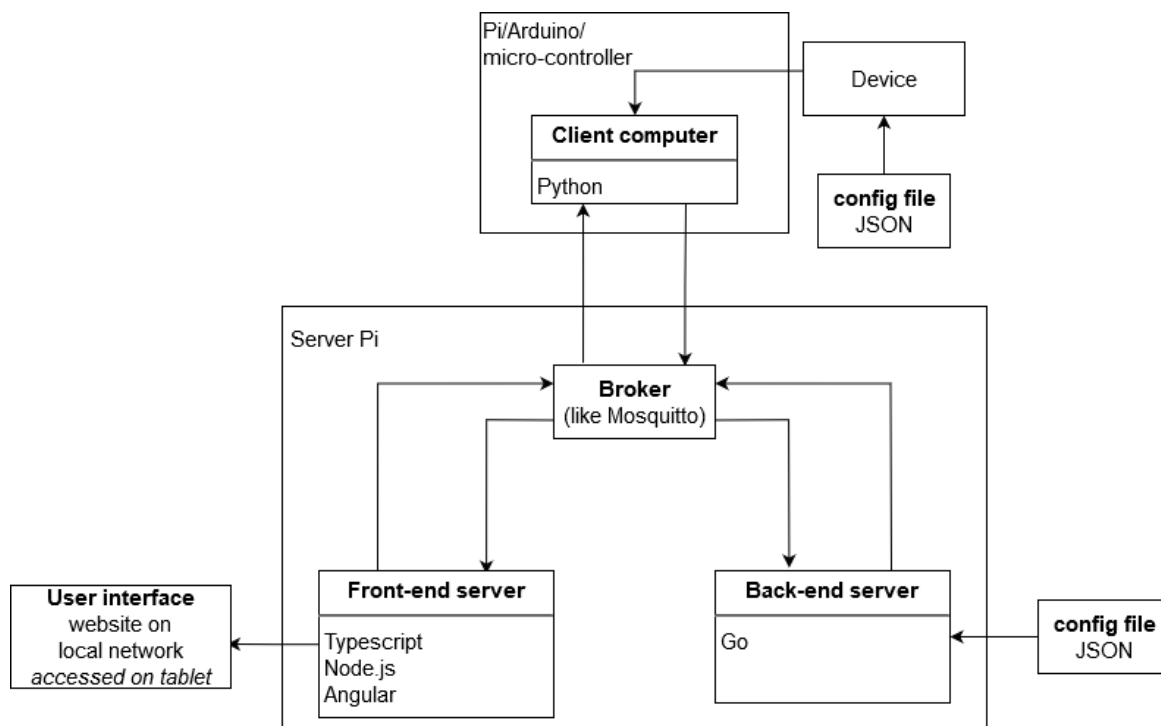 Pi/Arduino/
micro-controller
Device
Client computer
Python
config file
JSON
Server Pi
Broker
(like Mosquitto)
Front-end server
Typescript
Node.js
Angular
Back-end server
Go
User interface
website on
local network
accessed on tablet
config file
JSON